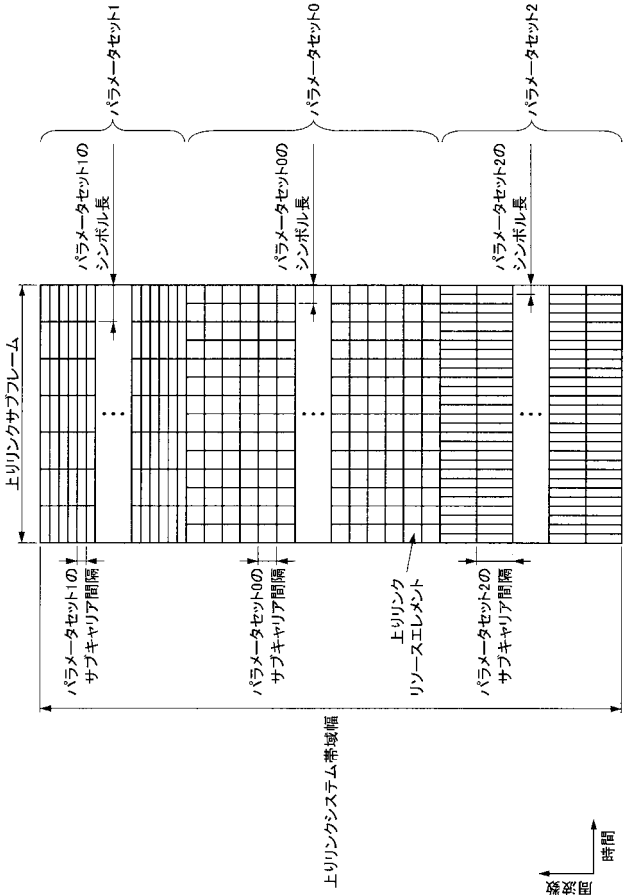 上りリンクサブフレーム
パラメータセット1の
シンボル長
パラメータセット1
パラメータセット1の
サブキャリア間隔
パラメータセット0の
シンボル長
パラメータセット0
パラメータセット0の
サブキャリア間隔
上りリンク
リソースエレメント
パラメータセット2の
シンボル長
パラメータセット2
パラメータセット2の
サブキャリア間隔
上りリンクシステム帯域幅
周波数
時間